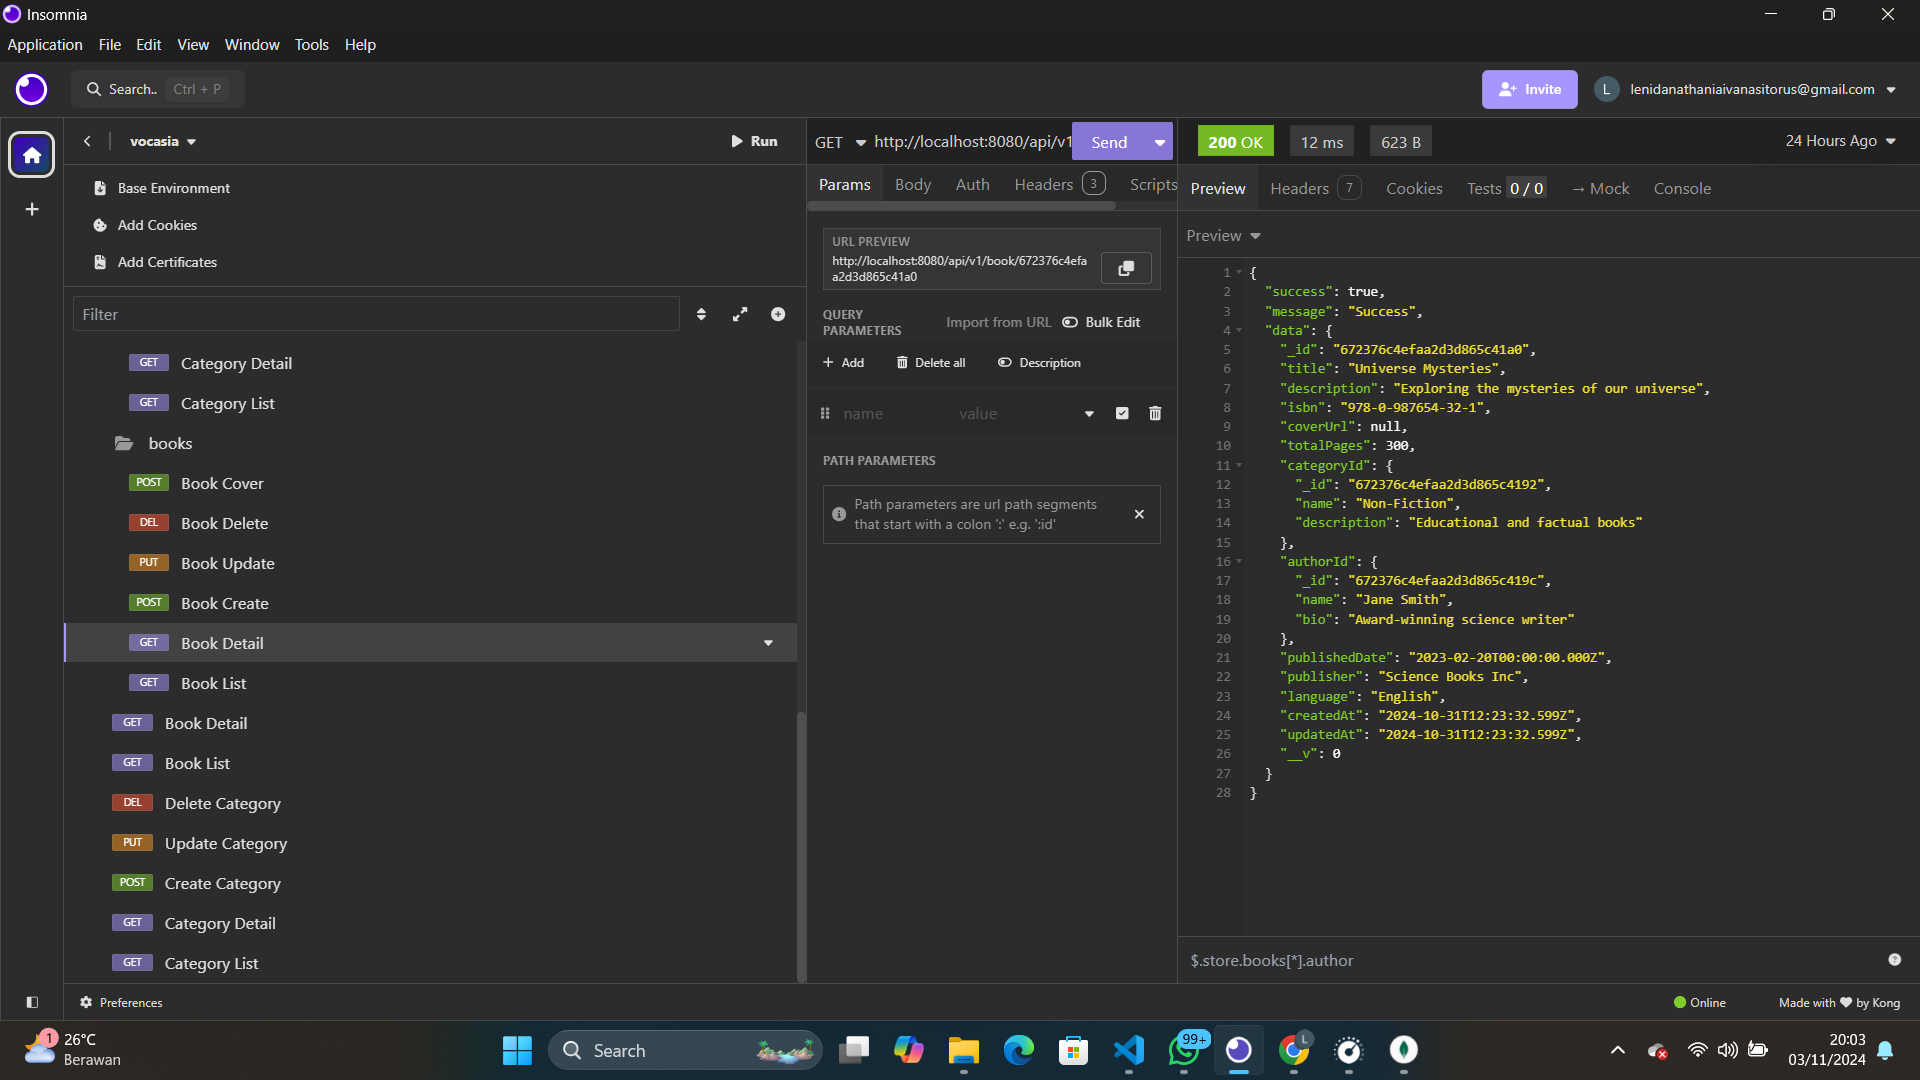 Insomnia
Application File Edit View Window Tools Help
Search.. Ctrl + P
Invite
L lenidanathaniaivanasitorus@gmail.com
vocasia
Run
Base Environment
Add Cookies
Add Certificates
Filter
GET Category Detail
GET Category List
books
POST Book Cover
DEL Book Delete
PUT Book Update
POST Book Create
GET Book Detail
GET Book List
GET Book Detail
GET Book List
DEL Delete Category
PUT Update Category
POST Create Category
GET Category Detail
GET Category List
Preferences
GET http://localhost:8080/api/v1 Send
Params Body Auth Headers 3 Scripts
URL PREVIEW
http://localhost:8080/api/v1/book/672376c4efa
a2d3d865c41a0
QUERY
PARAMETERS
Import from URL Bulk Edit
+ Add Delete all Description
name value
PATH PARAMETERS
Path parameters are url path segments
that start with a colon ':' e.g. ':id'
200 OK 12 ms 623 B 24 Hours Ago
Preview Headers 7 Cookies Tests 0 / 0 → Mock Console
Preview
1 {
2 "success": true,
3 "message": "Success",
4 "data": {
5 "_id": "672376c4efaa2d3d865c41a0",
6 "title": "Universe Mysteries",
7 "description": "Exploring the mysteries of our universe",
8 "isbn": "978-0-987654-32-1",
9 "coverUrl": null,
10 "totalPages": 300,
11 "categoryId": {
12 "_id": "672376c4efaa2d3d865c4192",
13 "name": "Non-Fiction",
14 "description": "Educational and factual books"
15 },
16 "authorId": {
17 "_id": "672376c4efaa2d3d865c419c",
18 "name": "Jane Smith",
19 "bio": "Award-winning science writer"
20 },
21 "publishedDate": "2023-02-20T00:00:00.000Z",
22 "publisher": "Science Books Inc",
23 "language": "English",
24 "createdAt": "2024-10-31T12:23:32.599Z",
25 "updatedAt": "2024-10-31T12:23:32.599Z",
26 "__v": 0
27 }
28 }
$.store.books[*].author
Online
Made with ❤ by Kong
1
26°C
Berawan
Search
99+
L
20:03
03/11/2024